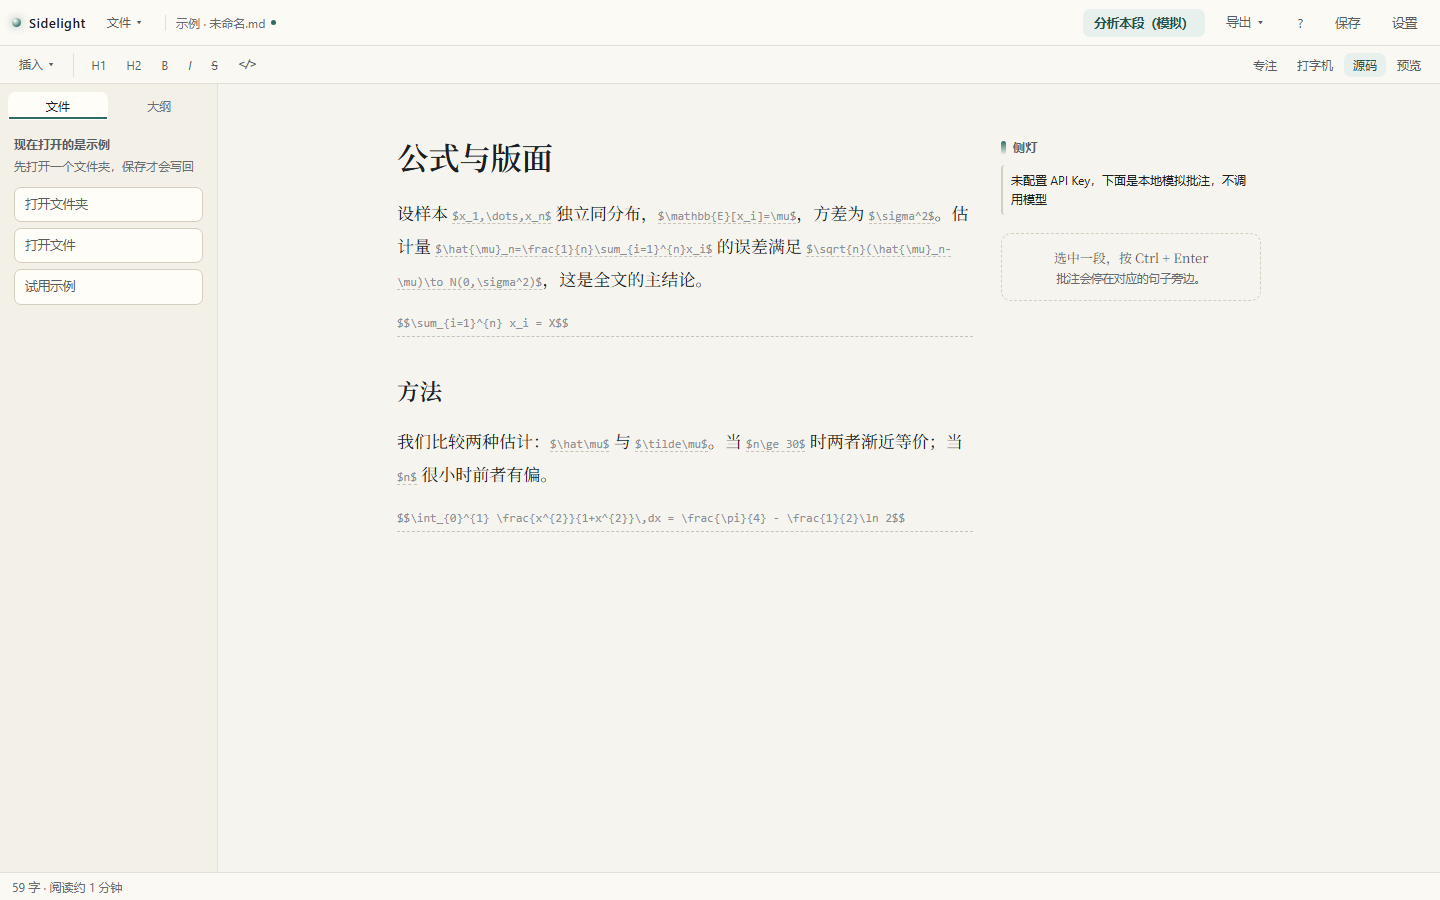 Sidelight 文件 ▾ 示例 · 未命名.md 分析本段（模拟） 导出 ▾ ? 保存 设置
插入 ▾ H1 H2 B I S </> 专注 打字机 源码 预览
文件 大纲
现在打开的是示例
先打开一个文件夹，保存才会写回
打开文件夹
打开文件
试用示例
公式与版面
设样本 $x_1,\dots,x_n$ 独立同分布，$\mathbb{E}[x_i]=\mu$，方差为 $\sigma^2$。估
计量 $\hat{\mu}_n=\frac{1}{n}\sum_{i=1}^{n}x_i$ 的误差满足 $\sqrt{n}(\hat{\mu}_n-
\mu)\to N(0,\sigma^2)$，这是全文的主结论。
$$\sum_{i=1}^{n} x_i = X$$
方法
我们比较两种估计：$\hat\mu$ 与 $\tilde\mu$。当 $n\ge 30$ 时两者渐近等价；当
$n$ 很小时前者有偏。
$$\int_{0}^{1} \frac{x^{2}}{1+x^{2}}\,dx = \frac{\pi}{4} - \frac{1}{2}\ln 2$$
侧灯
未配置 API Key，下面是本地模拟批注，不调
用模型
选中一段，按 Ctrl + Enter
批注会停在对应的句子旁边。
59 字 · 阅读约 1 分钟